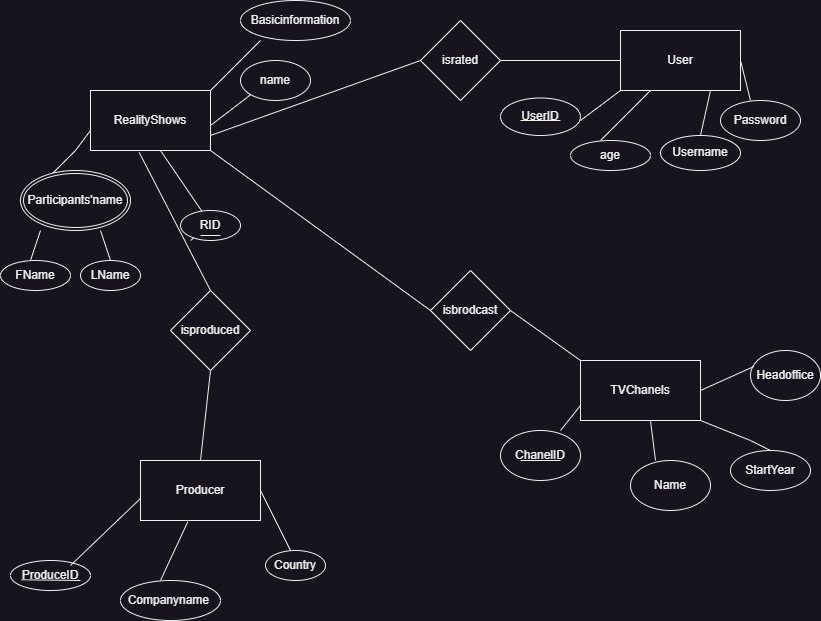 Basicinformation
israted
User
name
RealityShows
UserID
Password
age
Username
Participants'name
RID
FName
LName
isproduced
isbrodcast
TVChanels
Headoffice
ChanelID
Name
StartYear
Producer
ProduceID
Companyname
Country